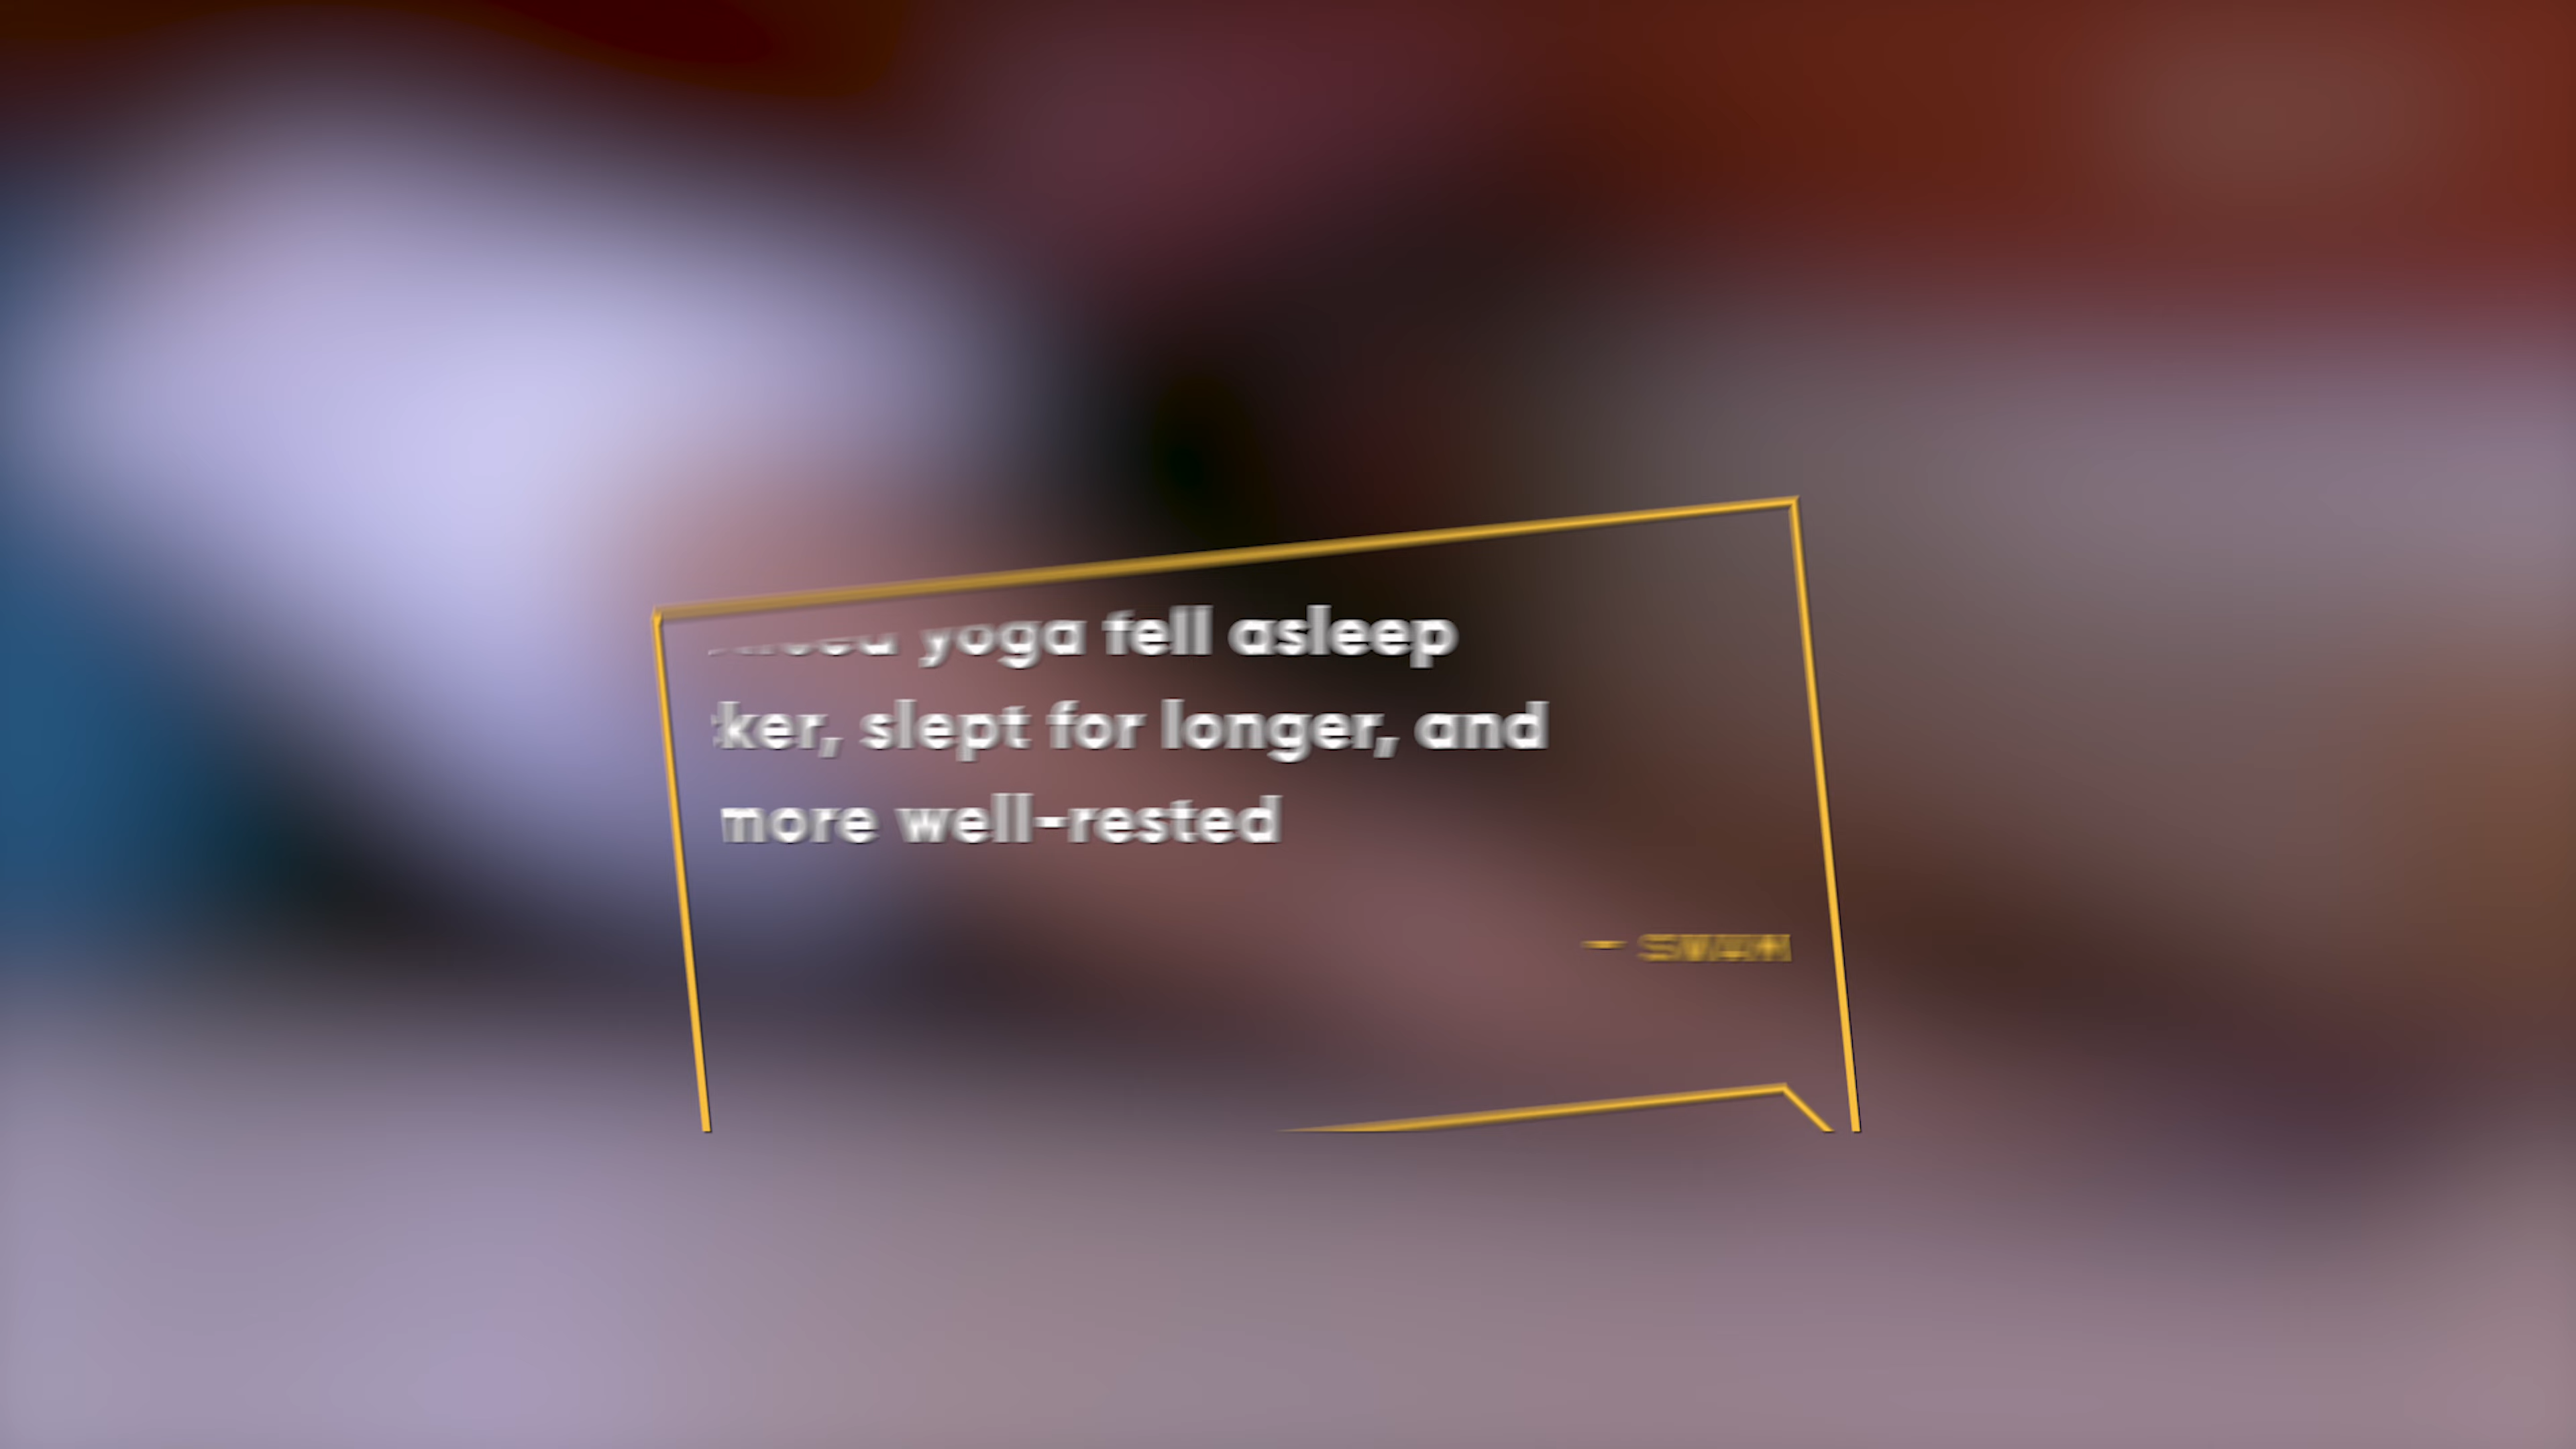 yoga fell asleep
ker, slept for longer, and
more well-rested